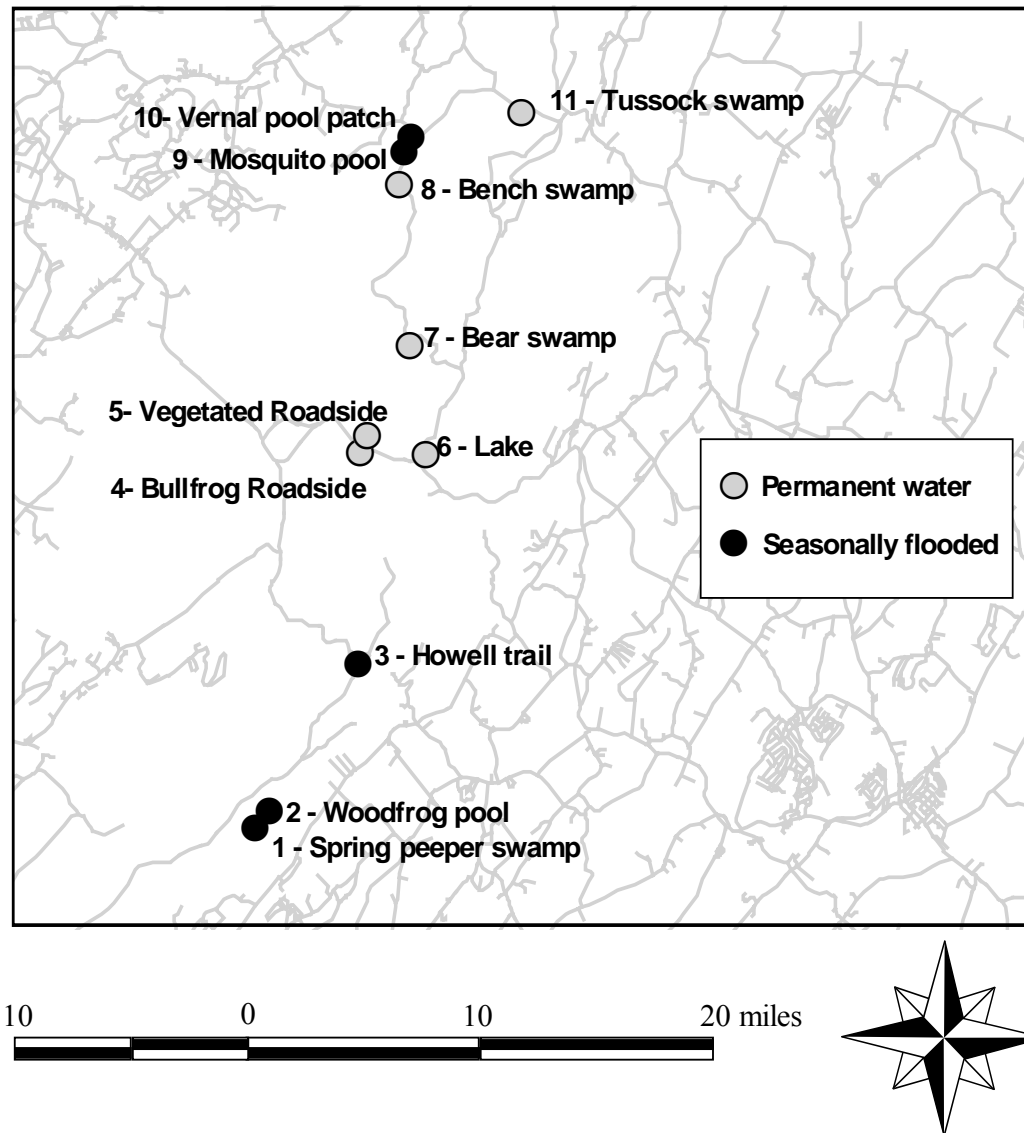 11 - Tussock swamp
10- Vernal pool patch
9 - Mosquito pool
8 - Bench swamp
7 - Bear swamp
5- Vegetated Roadside
6 - Lake
4- Bullfrog Roadside
Permanent water
Seasonally flooded
3 - Howell trail
2 - Woodfrog pool
1 - Spring peeper swamp
10 0 10 20 miles